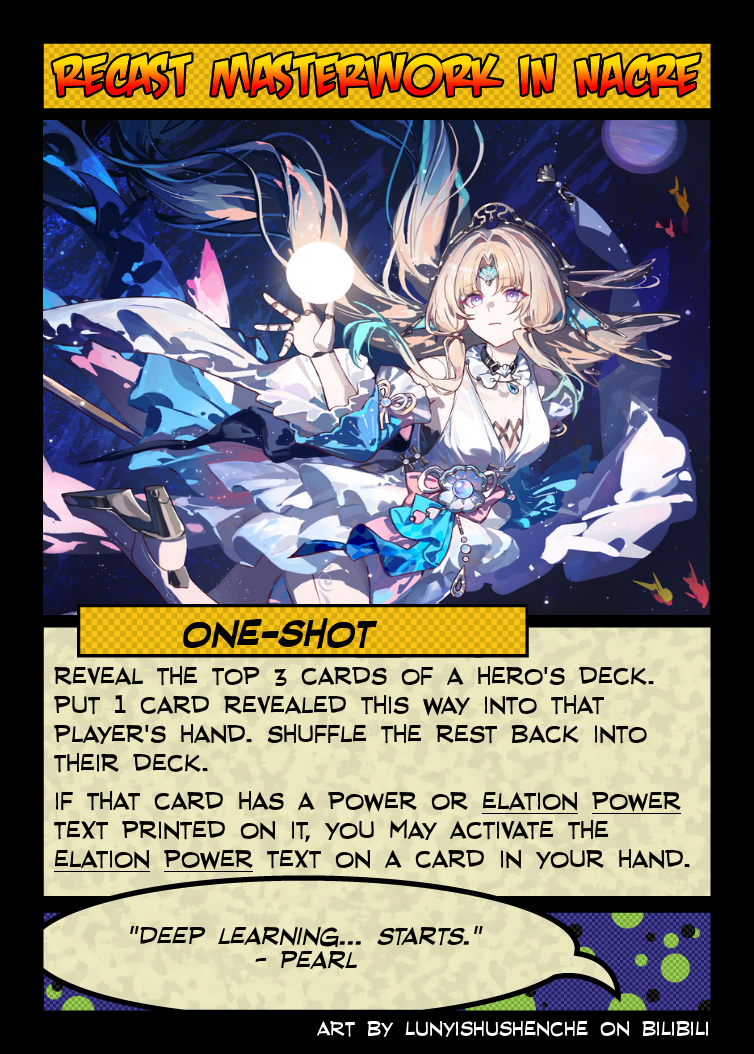 RECAST MASTERWORK IN NACRE
ONE-SHOT
REVEAL THE TOP 3 CARDS OF A HERO'S DECK.
PUT 1 CARD REVEALED THIS WAY INTO THAT
PLAYER'S HAND. SHUFFLE THE REST BACK INTO
THEIR DECK.
IF THAT CARD HAS A POWER OR ELATION POWER
TEXT PRINTED ON IT, YOU MAY ACTIVATE THE
ELATION POWER TEXT ON A CARD IN YOUR HAND.
"DEEP LEARNING... STARTS."
- PEARL
ART BY LUNYISHUSHENCHE ON BILIBILI